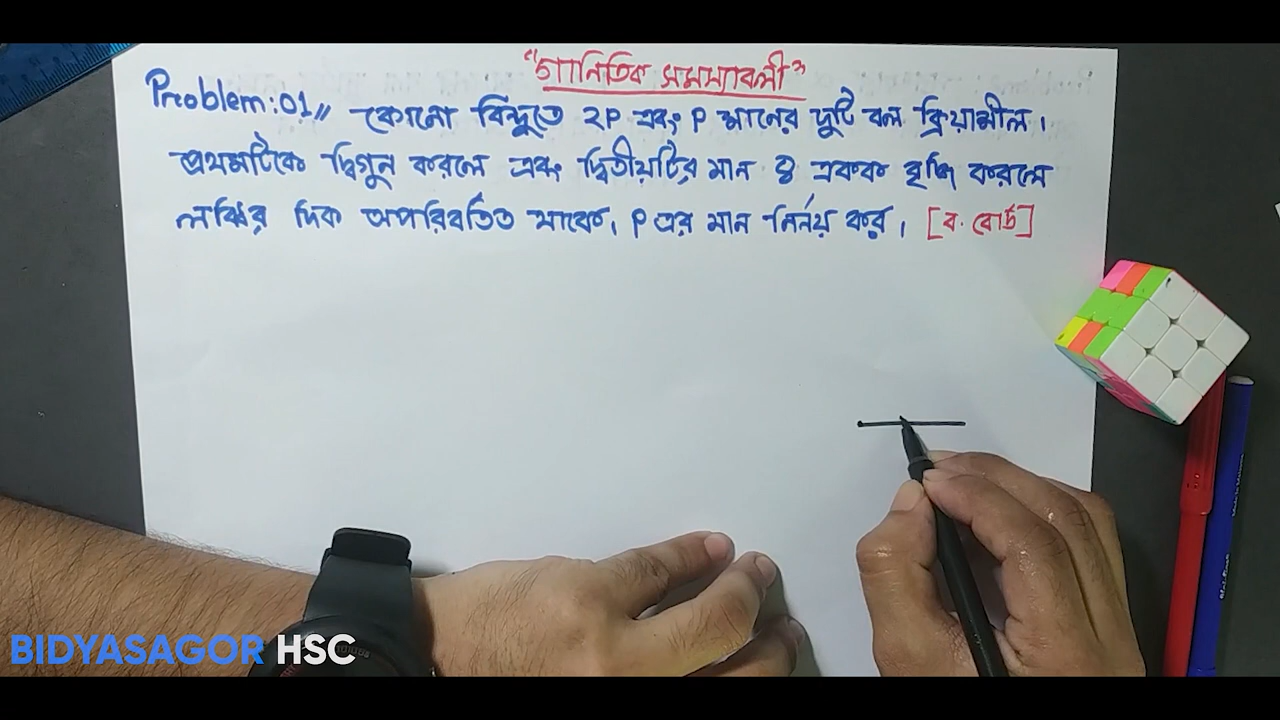 "গানিতিক সমস্যাবলী"
Problem: 01// কোনো বিন্দুতে 2P এবং P মানের দুটি বল ক্রিয়াশীল।
প্রথমটিকে দ্বিগুন করলে এবং দ্বিতীয়টির মান 8 একক বৃদ্ধি করলে
লব্ধির দিক অপরিবর্তিত থাকে। P এর মান নির্নয় কর। [ব. বোর্ড]
BIDYASAGOR HSC